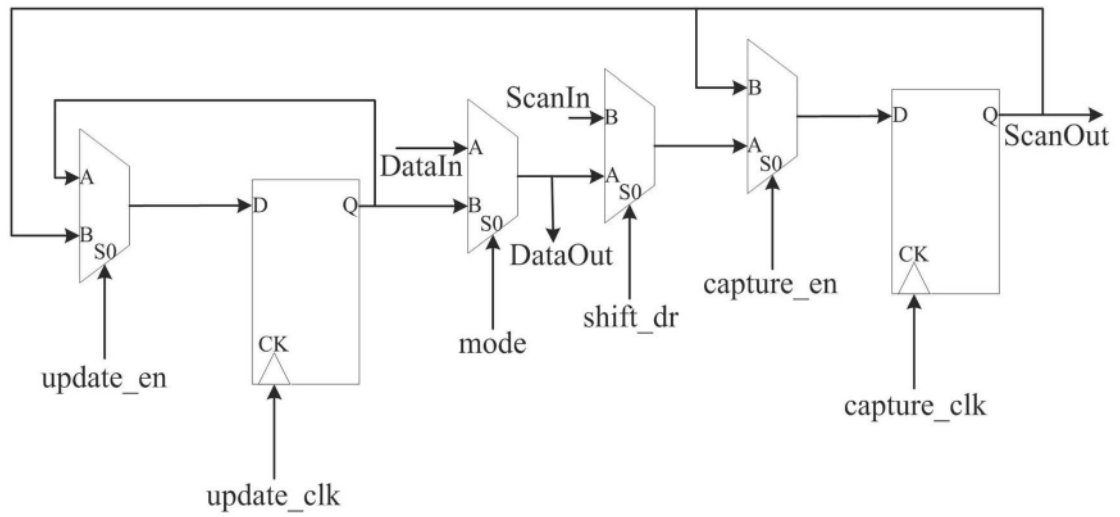 B
ScanIn
B
D
Q
ScanOut
A
DataIn
A
A
S0
A
S0
B
D
Q
B
S0
DataOut
B
S0
CK
capture_en
shift_dr
mode
CK
update_en
capture_clk
update_clk